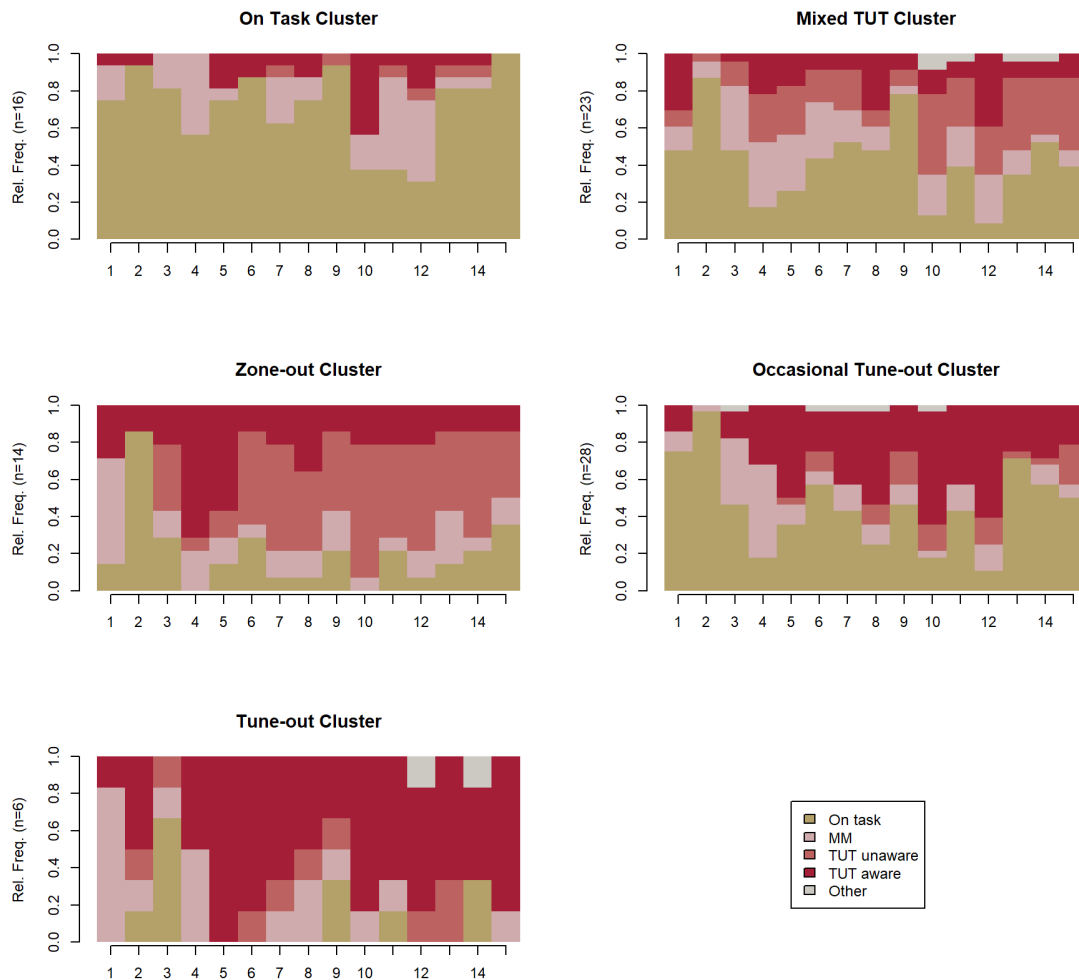 On Task Cluster
Rel. Freq. (n=16)
0.0 0.2 0.4 0.6 0.8 1.0
1 2 3 4 5 6 7 8 9 10 12 14
Mixed TUT Cluster
Rel. Freq. (n=23)
0.0 0.2 0.4 0.6 0.8 1.0
1 2 3 4 5 6 7 8 9 10 12 14
Zone-out Cluster
Rel. Freq. (n=14)
0.0 0.2 0.4 0.6 0.8 1.0
1 2 3 4 5 6 7 8 9 10 12 14
Occasional Tune-out Cluster
Rel. Freq. (n=28)
0.0 0.2 0.4 0.6 0.8 1.0
1 2 3 4 5 6 7 8 9 10 12 14
Tune-out Cluster
Rel. Freq. (n=6)
0.0 0.2 0.4 0.6 0.8 1.0
1 2 3 4 5 6 7 8 9 10 12 14
On task
MM
TUT unaware
TUT aware
Other